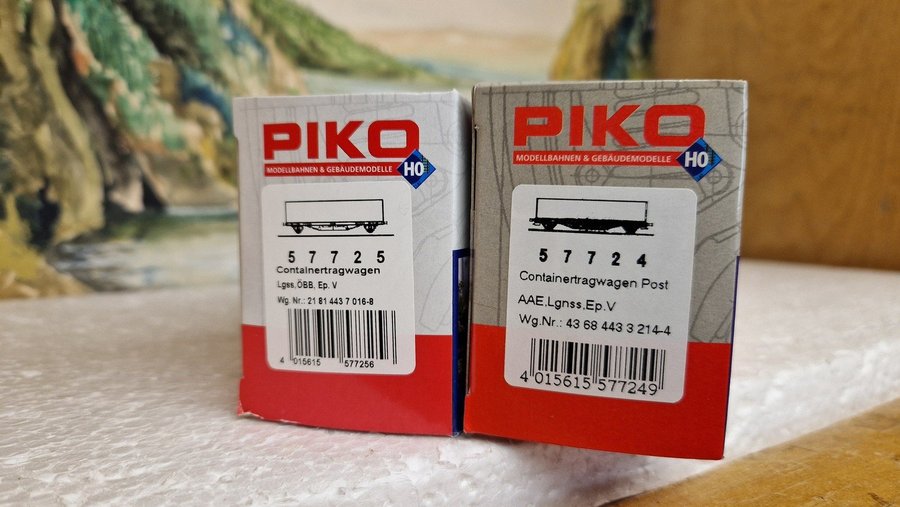 PIKO
MODELLBAHNEN & GEBÄUDEMODELLE
H0
5 7 7 2 5
Containertragwagen
Lgss,ÖBB, Ep. V
Wg. Nr.: 21 81 443 7 016-8
4 015615 577256
PIKO
MODELLBAHNEN & GEBÄUDEMODELLE
H0
5 7 7 2 4
Containertragwagen Post
AAE,Lgnss,Ep.V
Wg.Nr.: 43 68 443 3 214-4
4 015615 577249